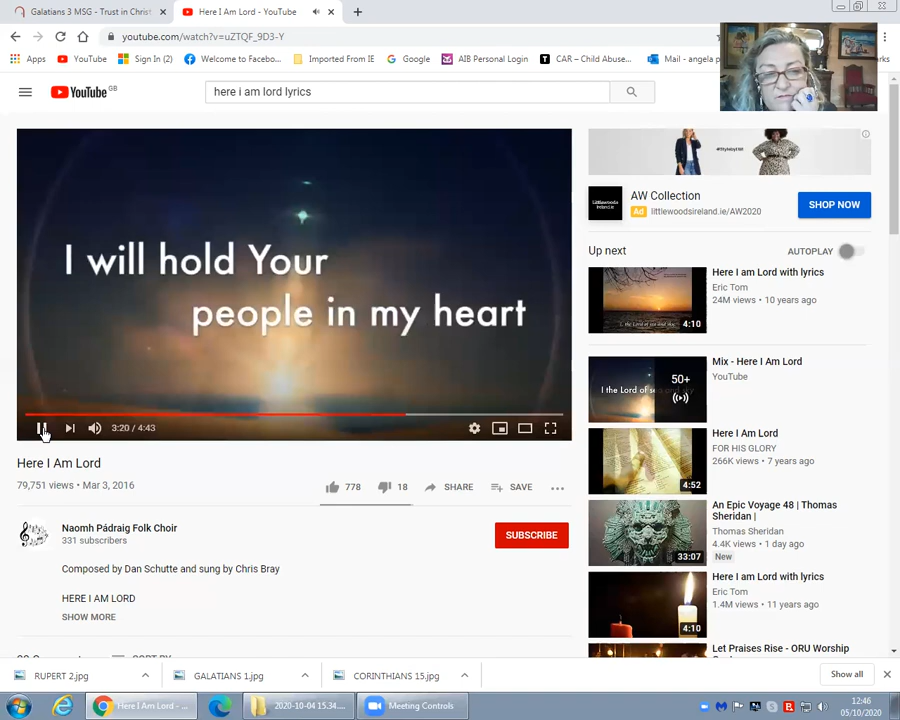 Galatians 3 MSG - Trust in Christ
Here I Am Lord - YouTube
youtube.com/watch?v=uZTQF_9D3-Y
Apps
YouTube
Sign In (2)
Welcome to Facebo...
Imported From IE
Google
AIB Personal Login
CAR – Child Abuse...
Mail - angela p
arks
YouTube GB
here i am lord lyrics
I will hold Your
people in my heart
3:20 / 4:43
Here I Am Lord
79,751 views • Mar 3, 2016
778
18
SHARE
SAVE
Naomh Pádraig Folk Choir
331 subscribers
SUBSCRIBE
Composed by Dan Schutte and sung by Chris Bray
HERE I AM LORD
SHOW MORE
AW Collection
Ad littlewoodsireland.ie/AW2020
SHOP NOW
Up next
AUTOPLAY
Here I am Lord with lyrics
Eric Tom
24M views • 10 years ago
4:10
Mix - Here I Am Lord
YouTube
50+
Here I Am Lord
FOR HIS GLORY
266K views • 7 years ago
4:52
An Epic Voyage 48 | Thomas
Sheridan |
Thomas Sheridan
4.4K views • 1 day ago
New
33:07
Here I am Lord with lyrics
Eric Tom
1.4M views • 11 years ago
4:10
Let Praises Rise - ORU Worship
RUPERT 2.jpg
GALATIANS 1.jpg
CORINTHIANS 15.jpg
Show all
Here I Am Lord - ...
2020-10-04 15.34....
Meeting Controls
12:46
05/10/2020